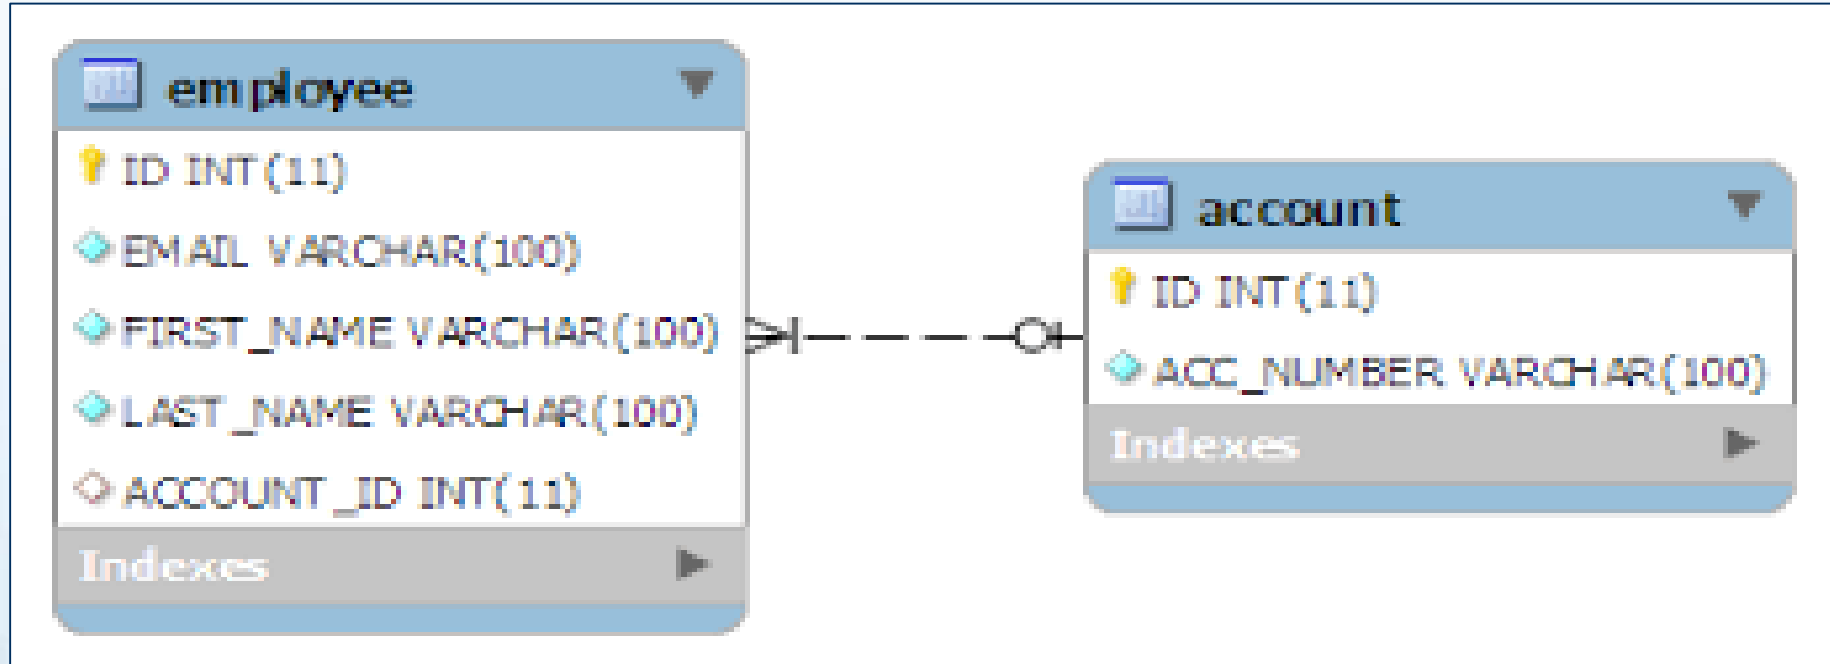 employee
ID INT(11)
EMAIL VARCHAR(100)
FIRST_NAME VARCHAR(100)
LAST_NAME VARCHAR(100)
ACCOUNT_ID INT(11)
Indexes
account
ID INT(11)
ACC_NUMBER VARCHAR(100)
Indexes